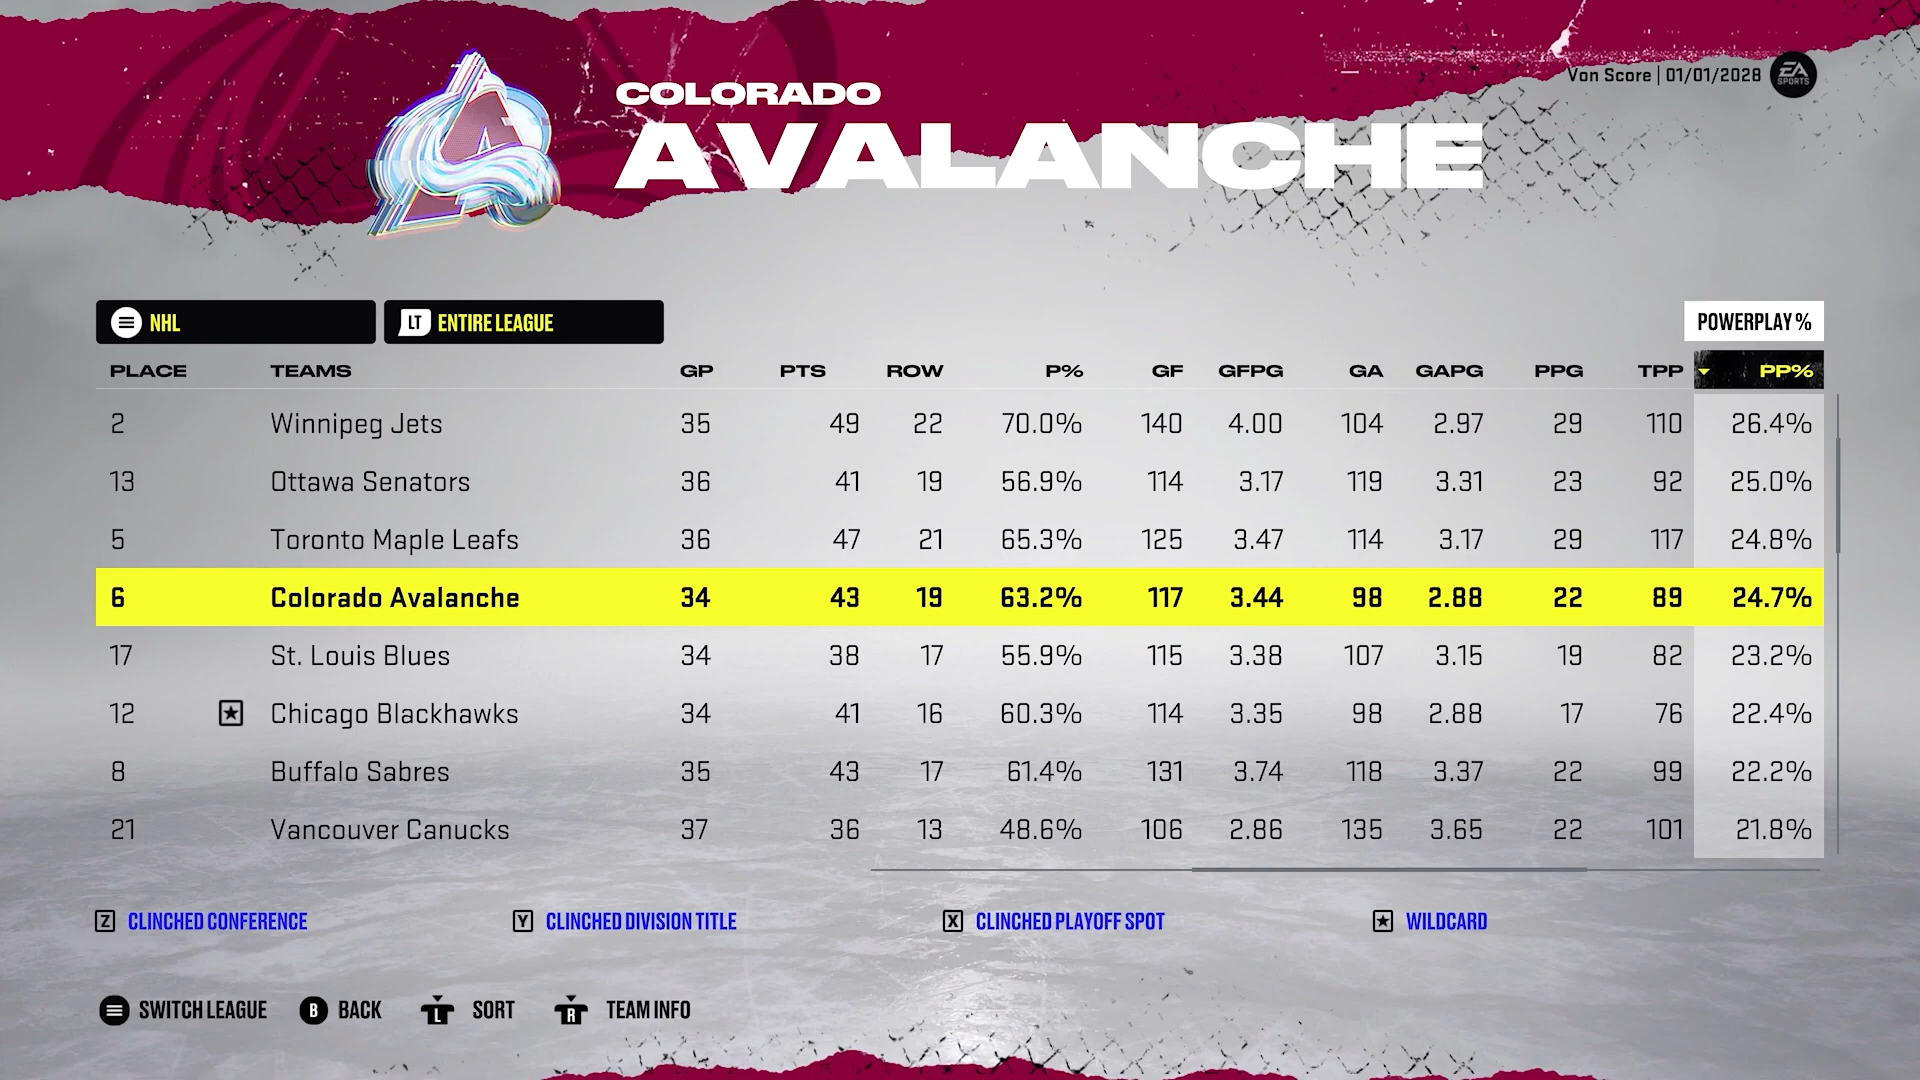 COLORADO
AVALANCHE
Von Score | 01/01/2028
EA SPORTS
NHL
LT ENTIRE LEAGUE
POWERPLAY %
PLACE TEAMS GP PTS ROW P% GF GFPG GA GAPG PPG TPP PP%
2 Winnipeg Jets 35 49 22 70.0% 140 4.00 104 2.97 29 110 26.4%
13 Ottawa Senators 36 41 19 56.9% 114 3.17 119 3.31 23 92 25.0%
5 Toronto Maple Leafs 36 47 21 65.3% 125 3.47 114 3.17 29 117 24.8%
6 Colorado Avalanche 34 43 19 63.2% 117 3.44 98 2.88 22 89 24.7%
17 St. Louis Blues 34 38 17 55.9% 115 3.38 107 3.15 19 82 23.2%
12 Chicago Blackhawks 34 41 16 60.3% 114 3.35 98 2.88 17 76 22.4%
8 Buffalo Sabres 35 43 17 61.4% 131 3.74 118 3.37 22 99 22.2%
21 Vancouver Canucks 37 36 13 48.6% 106 2.86 135 3.65 22 101 21.8%
Z CLINCHED CONFERENCE Y CLINCHED DIVISION TITLE X CLINCHED PLAYOFF SPOT WILDCARD
SWITCH LEAGUE B BACK L SORT R TEAM INFO